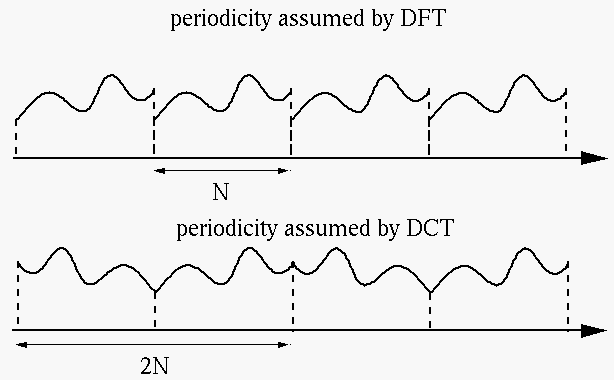 periodicity assumed by DFT
N
periodicity assumed by DCT
2N